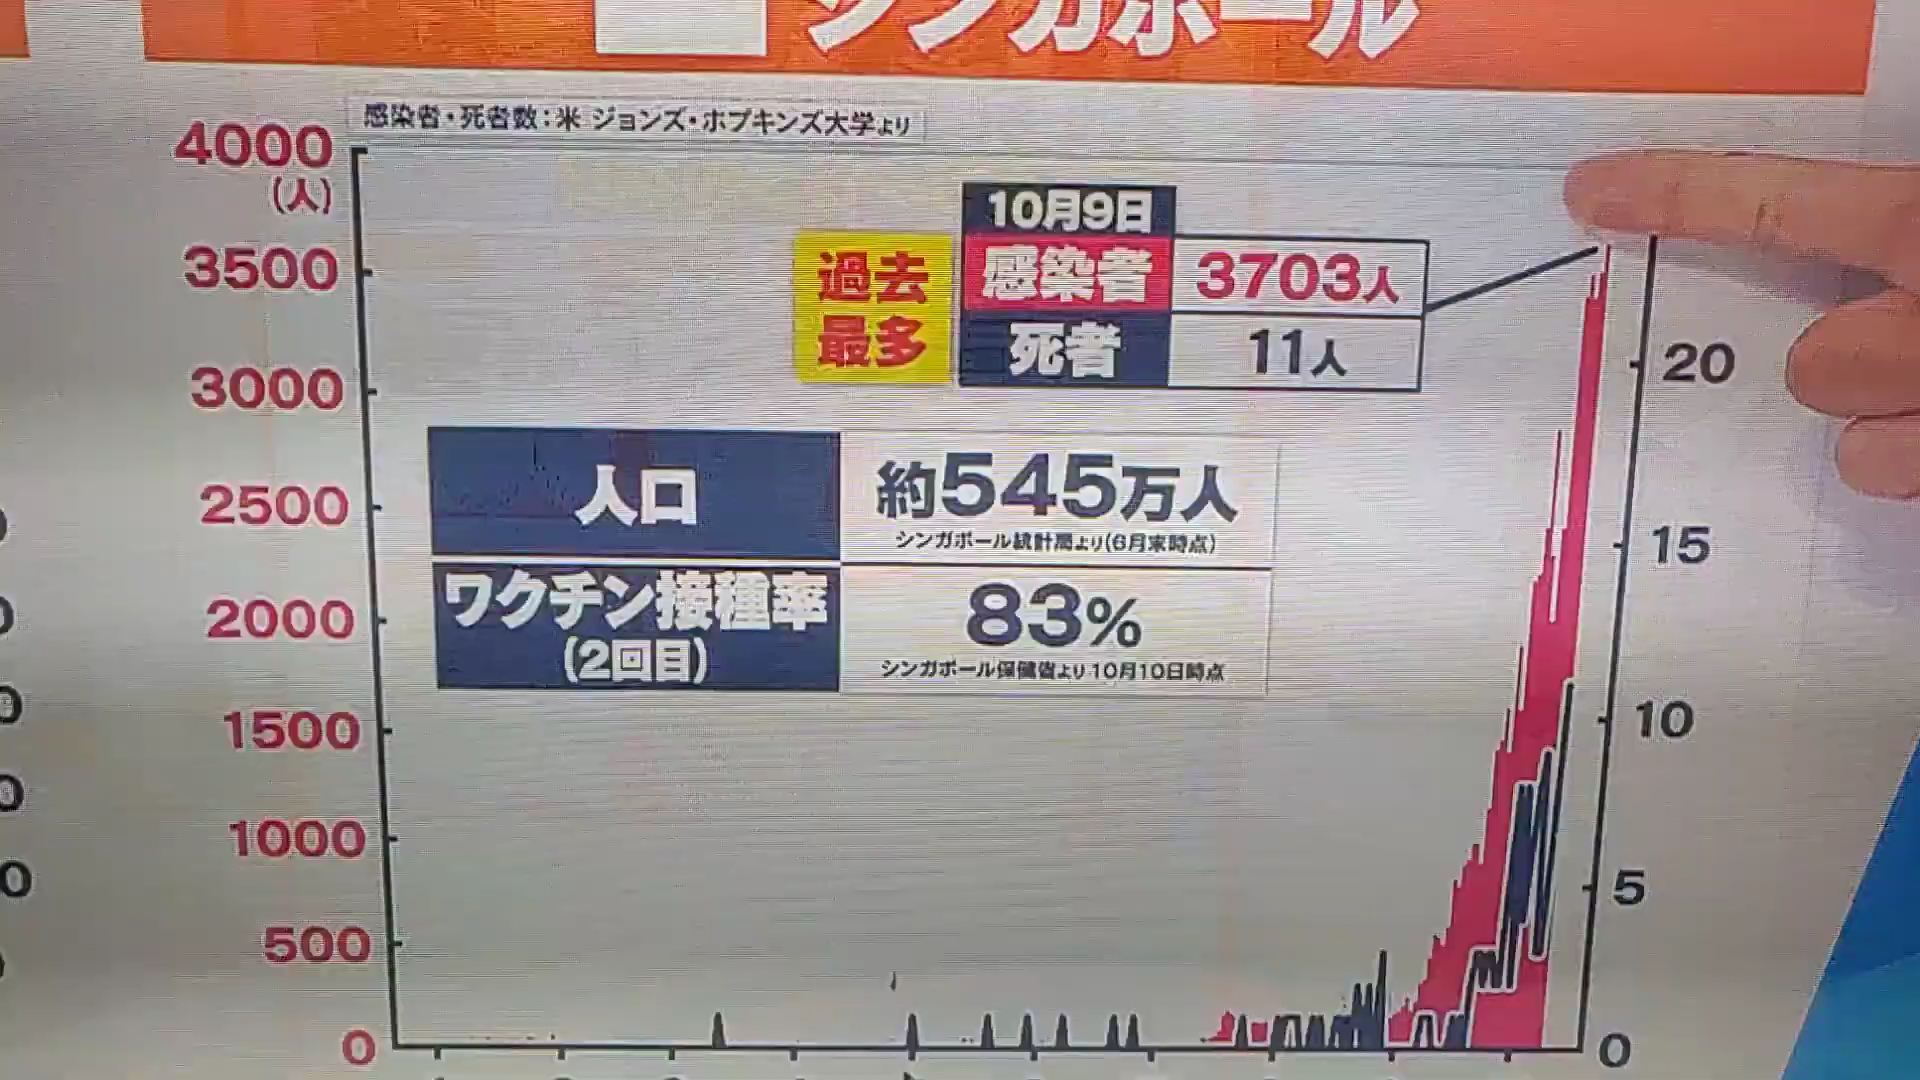 シンガポール
感染者・死者数：米 ジョンズ・ホプキンズ大学より
4000
(人)
3500
3000
2500
2000
1500
1000
500
0
10月9日
過去
最多
感染者 3703人
死者 11人
人口 約545万人
シンガポール統計局より(6月末時点)
ワクチン接種率
(2回目)
83%
シンガポール保健省より10月10日時点
20
15
10
5
0